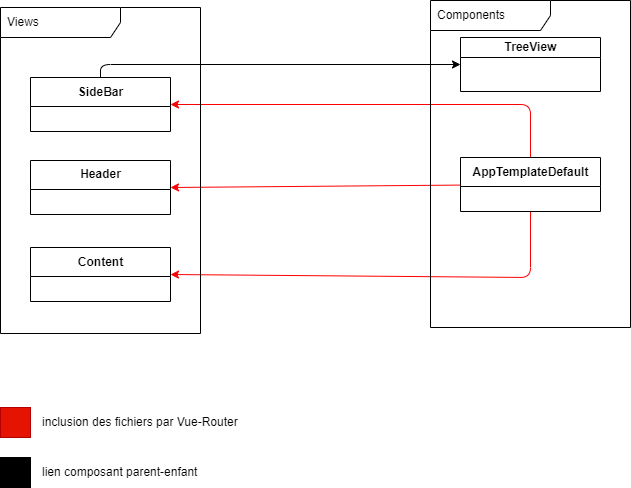 Views
Components
TreeView
SideBar
Header
AppTemplateDefault
Content
inclusion des fichiers par Vue-Router
lien composant parent-enfant